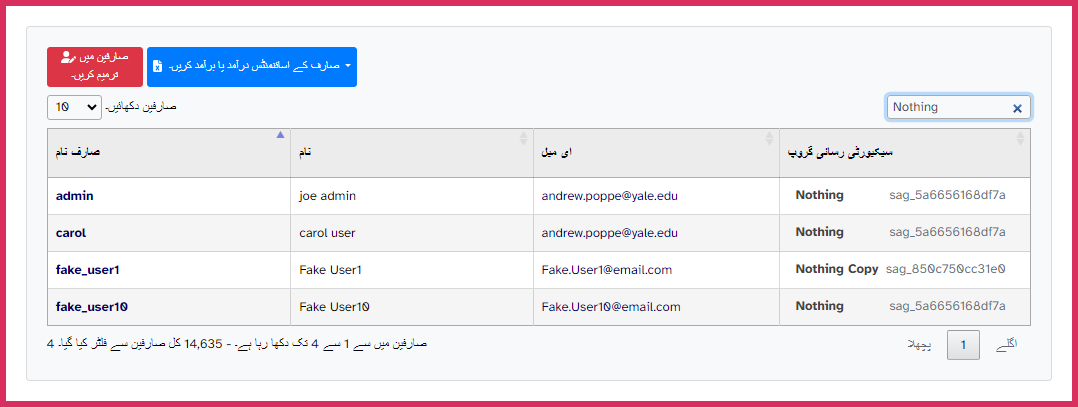 صارفین میں
ترمیم کریں۔
صارف کے اسائنمنٹس درآمد یا برآمد کریں۔
10 صارفین دکھائیں۔
Nothing
صارف نام نام ای میل سیکیورٹی رسائی گروپ
admin joe admin andrew.poppe@yale.edu Nothing sag_5a6656168df7a
carol carol user andrew.poppe@yale.edu Nothing sag_5a6656168df7a
fake_user1 Fake User1 Fake.User1@email.com Nothing Copy sag_850c750cc31e0
fake_user10 Fake User10 Fake.User10@email.com Nothing sag_5a6656168df7a
4 صارفین میں سے 1 سے 4 تک دکھا رہا ہے۔ - 14,635 کل صارفین سے فلٹر کیا گیا۔
پچھلا 1 اگلے